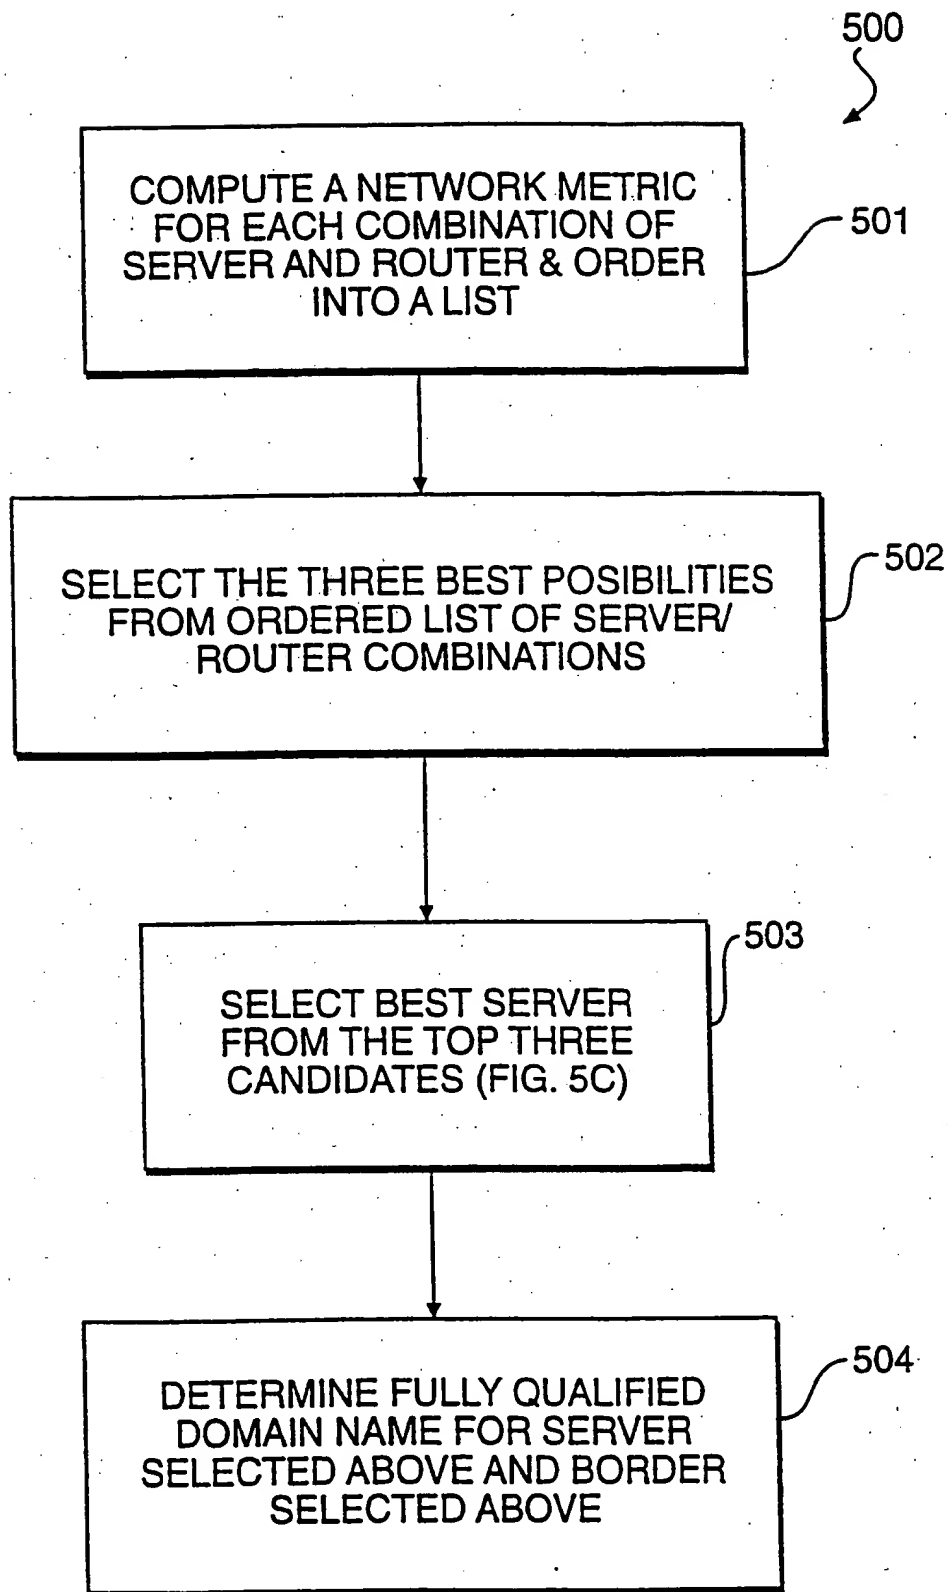 500
COMPUTE A NETWORK METRIC
FOR EACH COMBINATION OF
SERVER AND ROUTER & ORDER
INTO A LIST
501
SELECT THE THREE BEST POSIBILITIES
FROM ORDERED LIST OF SERVER/
ROUTER COMBINATIONS
502
SELECT BEST SERVER
FROM THE TOP THREE
CANDIDATES (FIG. 5C)
503
DETERMINE FULLY QUALIFIED
DOMAIN NAME FOR SERVER
SELECTED ABOVE AND BORDER
SELECTED ABOVE
504